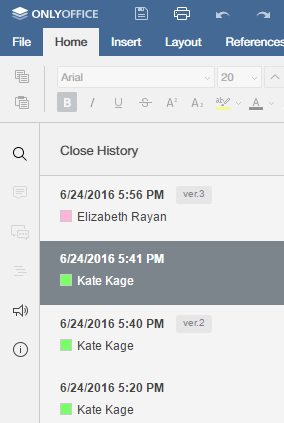 ONLYOFFICE
File Home Insert Layout References
Arial 20
B I U S A² A₂ ab A
Close History
6/24/2016 5:56 PM ver.3
Elizabeth Rayan
6/24/2016 5:41 PM
Kate Kage
6/24/2016 5:40 PM ver.2
Kate Kage
6/24/2016 5:20 PM
Kate Kage